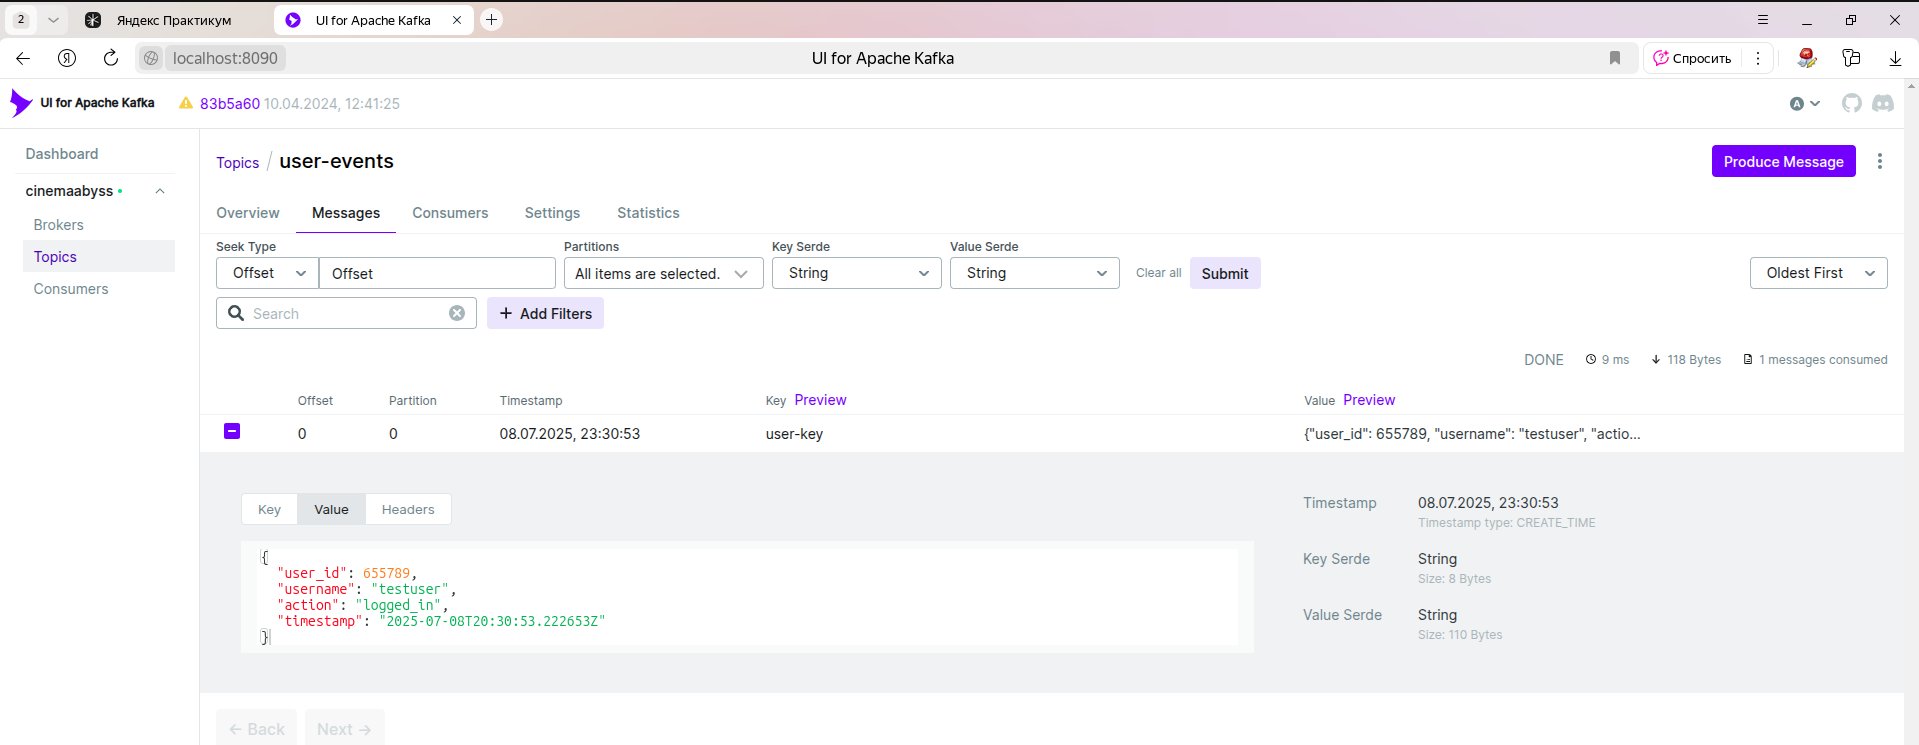 2
Яндекс Практикум
UI for Apache Kafka
Я
localhost:8090
UI for Apache Kafka
Спросить
UI for Apache Kafka
83b5a60 10.04.2024, 12:41:25
A
Dashboard
cinemaabyss
Brokers
Topics
Consumers
Topics / user-events
Produce Message
Overview
Messages
Consumers
Settings
Statistics
Seek Type
Partitions
Key Serde
Value Serde
Offset
Offset
All items are selected.
String
String
Clear all
Submit
Oldest First
Search
Add Filters
DONE
9 ms
118 Bytes
1 messages consumed
Offset
Partition
Timestamp
Key Preview
Value Preview
0
0
08.07.2025, 23:30:53
user-key
{"user_id": 655789, "username": "testuser", "actio...
Key
Value
Headers
{
"user_id": 655789,
"username": "testuser",
"action": "logged_in",
"timestamp": "2025-07-08T20:30:53.222653Z"
}
Timestamp
08.07.2025, 23:30:53
Timestamp type: CREATE_TIME
Key Serde
String
Size: 8 Bytes
Value Serde
String
Size: 110 Bytes
← Back
Next →